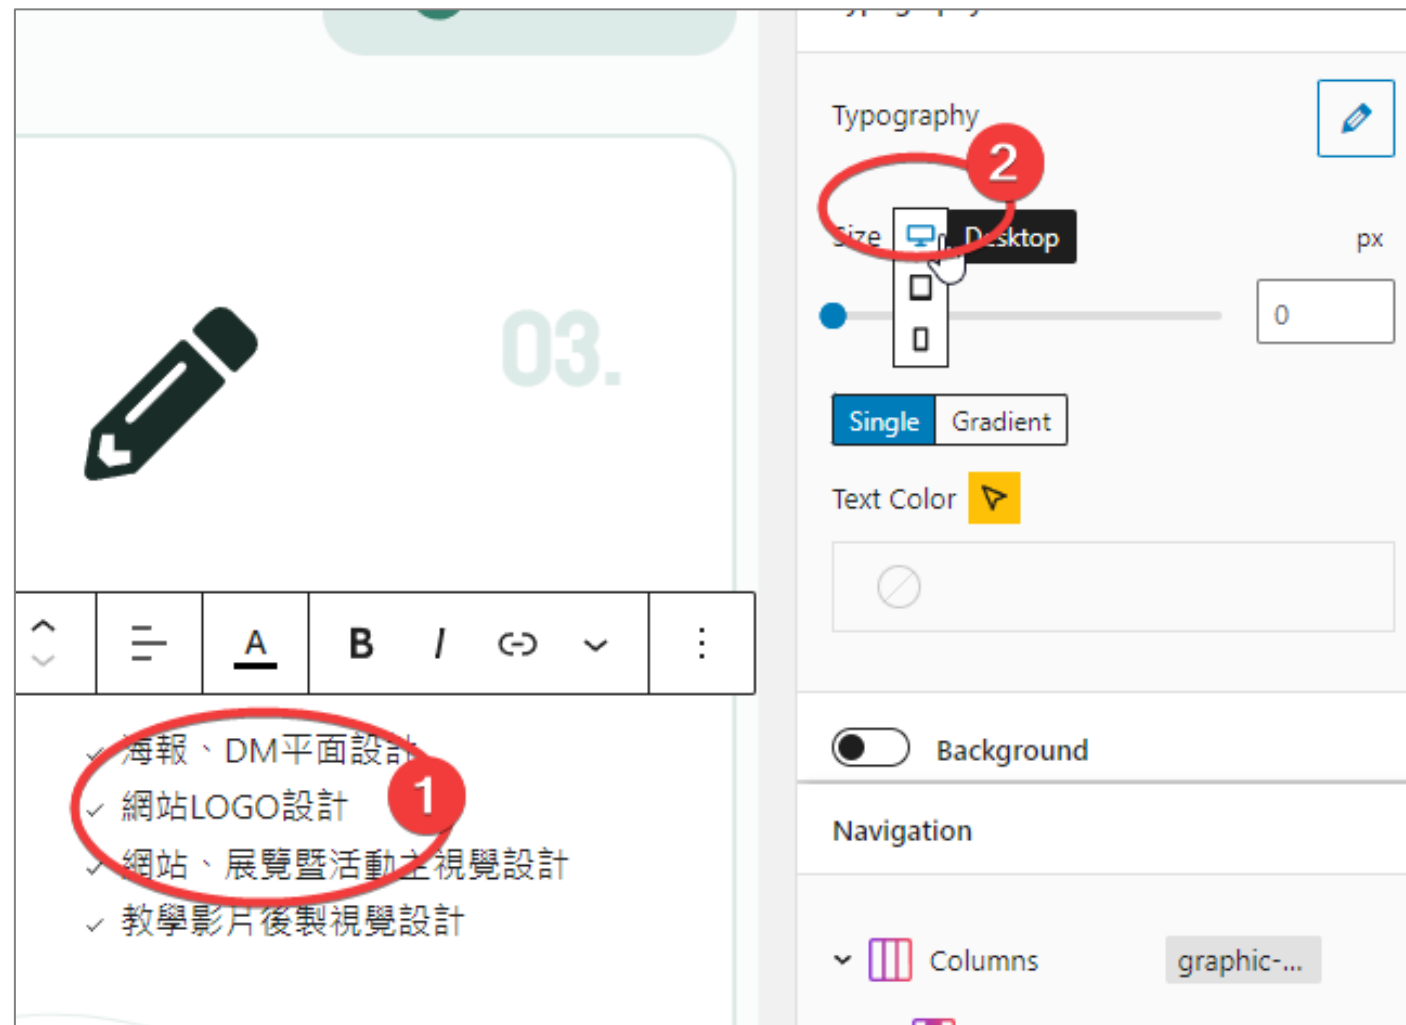 Typography
2
Size
Desktop
px
0
03.
Single
Gradient
Text Color
A
B
I
海報、DM平面設計
1
網站LOGO設計
網站、展覽暨活動主視覺設計
教學影片後製視覺設計
Background
Navigation
Columns
graphic-...